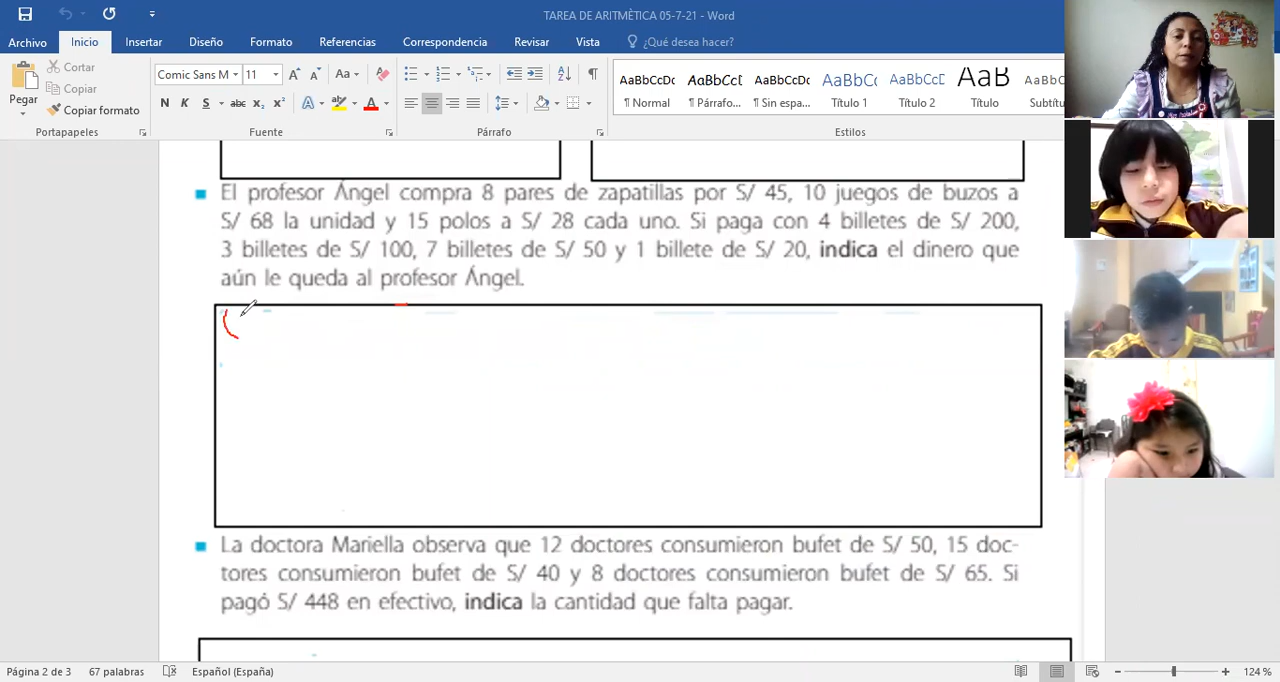 TAREA DE ARITMÈTICA 05-7-21 - Word
Archivo Inicio Insertar Diseño Formato Referencias Correspondencia Revisar Vista ¿Qué desea hacer?
Pegar
Cortar
Copiar
Copiar formato
Portapapeles
Comic Sans M 11
Fuente
Párrafo
AaBbCcDc AaBbCcD AaBbCcDc AaBbC AaBbCcD AaB AaBbCc
¶ Normal ¶ Párrafo... ¶ Sin espa... Título 1 Título 2 Título Subtítu
Estilos
El profesor Ángel compra 8 pares de zapatillas por S/ 45, 10 juegos de buzos a
S/ 68 la unidad y 15 polos a S/ 28 cada uno. Si paga con 4 billetes de S/ 200,
3 billetes de S/ 100, 7 billetes de S/ 50 y 1 billete de S/ 20, indica el dinero que
aún le queda al profesor Ángel.
La doctora Mariella observa que 12 doctores consumieron bufet de S/ 50, 15 doc-
tores consumieron bufet de S/ 40 y 8 doctores consumieron bufet de S/ 65. Si
pagó S/ 448 en efectivo, indica la cantidad que falta pagar.
Página 2 de 3 67 palabras Español (España) 124 %